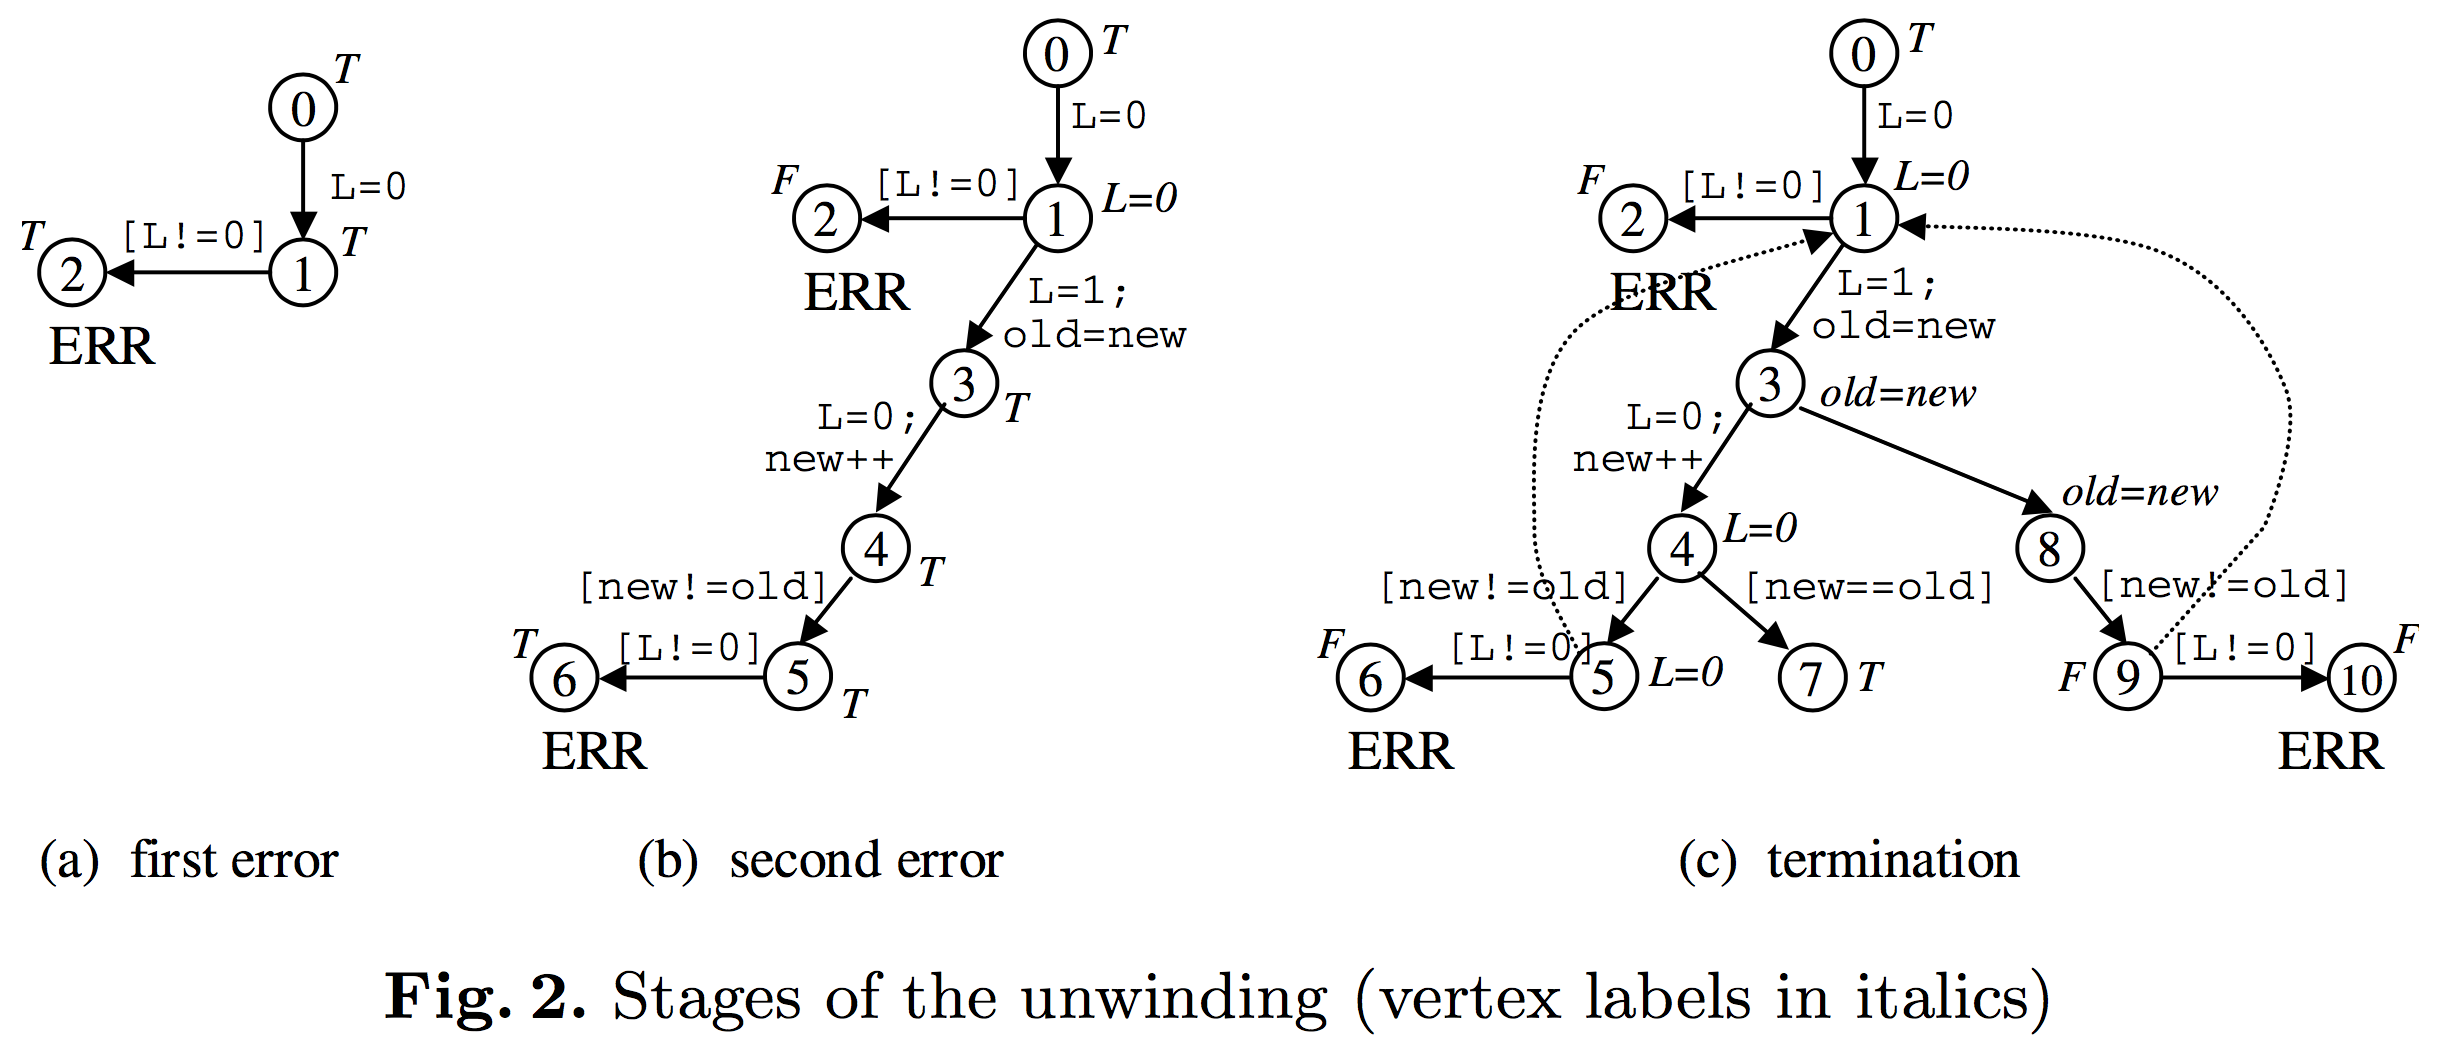 T
0
L=0
T
[L!=0]
T
2
1
ERR
(a) first error
0
T
L=0
F
[L!=0]
L=0
2
1
ERR
L=1;
old=new
3
T
L=0;
new++
4
T
[new!=old]
T
[L!=0]
6
5
T
ERR
(b) second error
0
T
L=0
F
[L!=0]
L=0
2
1
ERR
L=1;
old=new
3
old=new
L=0;
new++
old=new
4
L=0
8
[new!=old]
[new==old]
[new!=old]
F
[L!=0]
6
5
L=0
7
T
F
9
[L!=0]
10
F
ERR
ERR
(c) termination
Fig. 2. Stages of the unwinding (vertex labels in italics)